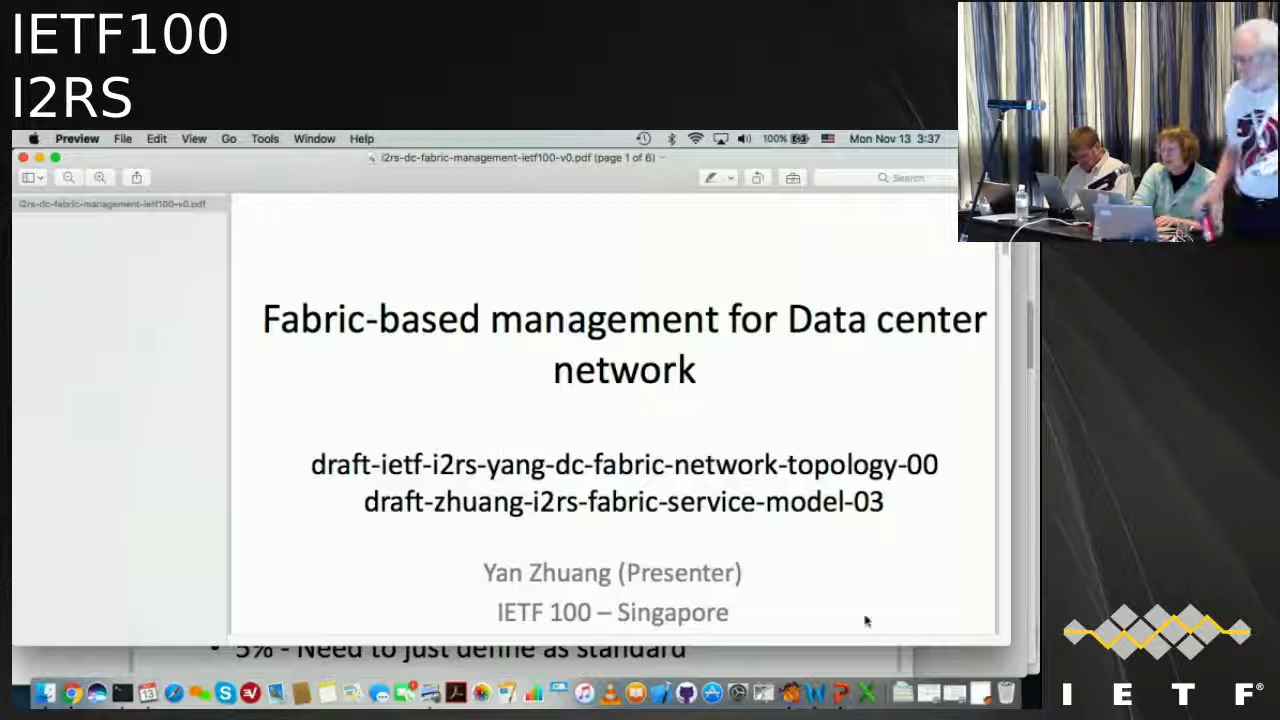 IETF100
I2RS
Preview File Edit View Go Tools Window Help 100% Mon Nov 13 3:37
i2rs-dc-fabric-management-ietf100-v0.pdf (page 1 of 6)
Search
i2rs-dc-fabric-management-ietf100-v0.pdf
Fabric-based management for Data center
network
draft-ietf-i2rs-yang-dc-fabric-network-topology-00
draft-zhuang-i2rs-fabric-service-model-03
Yan Zhuang (Presenter)
IETF 100 – Singapore
• 5% - Need to just define as standard
13
I E T F®